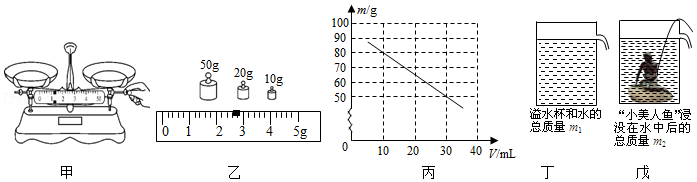 甲
50g 20g 10g
0 1 2 3 4 5g
乙
m/g
100
90
80
70
60
50
0 10 20 30 40 V/mL
丙
溢水杯和水的
总质量 m₁
丁
“小美人鱼”浸
没在水中后的
总质量 m₂
戊